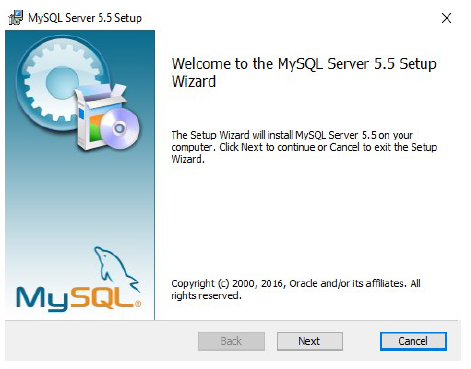 MySQL Server 5.5 Setup
Welcome to the MySQL Server 5.5 Setup
Wizard
The Setup Wizard will install MySQL Server 5.5 on your
computer. Click Next to continue or Cancel to exit the Setup
Wizard.
MySQL®
Copyright (c) 2000, 2016, Oracle and/or its affiliates. All
rights reserved.
Back
Next
Cancel